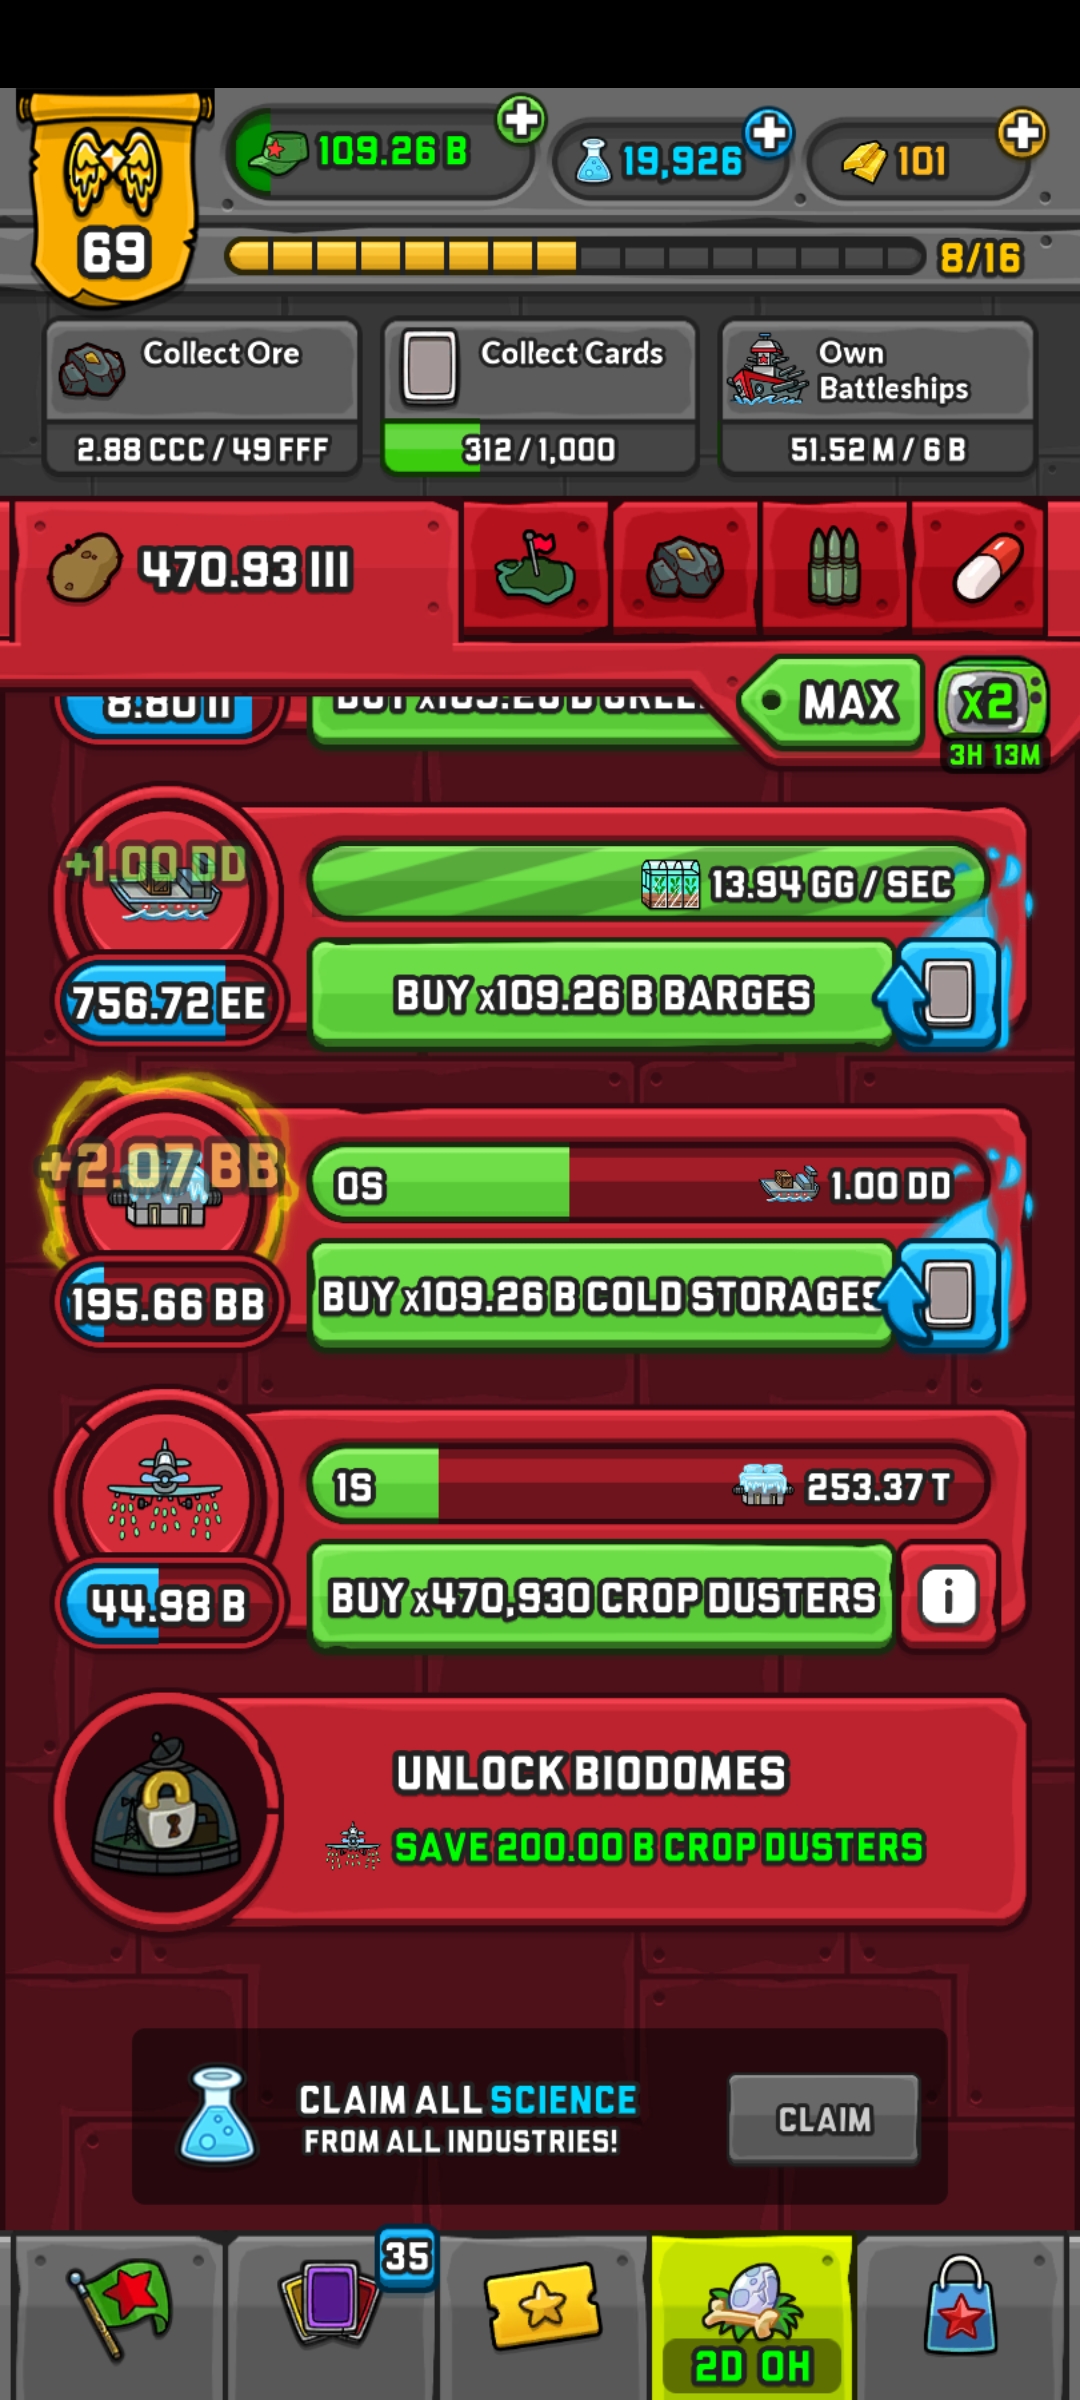 109.26 B
19,926
101
69
8/16
Collect Ore
2.88 CCC / 49 FFF
Collect Cards
312 / 1,000
Own
Battleships
51.52 M / 6 B
470.93 III
MAX
x2
3H 13M
BUY
+1.00 DD
13.94 GG / SEC
756.72 EE
BUY x109.26 B BARGES
+2.07 BB
0S
1.00 DD
195.66 BB
BUY x109.26 B COLD STORAGES
1S
253.37 T
44.98 B
BUY x470,930 CROP DUSTERS
i
UNLOCK BIODOMES
SAVE 200.00 B CROP DUSTERS
CLAIM ALL SCIENCE
FROM ALL INDUSTRIES!
CLAIM
35
2D 0H